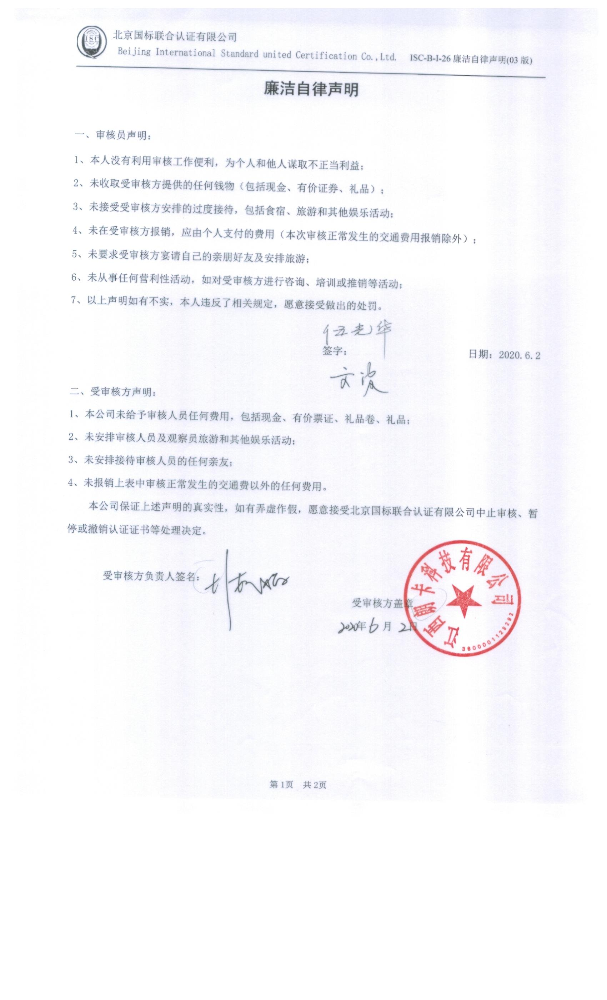 ISC
北京国标联合认证有限公司
Beijing International Standard united Certification Co.,Ltd. ISC-B-I-26 廉洁自律声明(03 版)
廉洁自律声明
一、审核员声明：
1、本人没有利用审核工作便利，为个人和他人谋取不正当利益；
2、未收取受审核方提供的任何钱物（包括现金、有价证券、礼品）；
3、未接受受审核方安排的过度接待，包括食宿、旅游和其他娱乐活动；
4、未在受审核方报销，应由个人支付的费用（本次审核正常发生的交通费用报销除外）；
5、未要求受审核方宴请自己的亲朋好友及安排旅游；
6、未从事任何营利性活动，如对受审核方进行咨询、培训或推销等活动；
7、以上声明如有不实，本人违反了相关规定，愿意接受做出的处罚。
伍光华
签字： 日期：2020.6.2
文波
二、受审核方声明：
1、本公司未给予审核人员任何费用，包括现金、有价票证、礼品卷、礼品；
2、未安排审核人员及观察员旅游和其他娱乐活动；
3、未安排接待审核人员的任何亲友；
4、未报销上表中审核正常发生的交通费以外的任何费用。
本公司保证上述声明的真实性，如有弄虚作假，愿意接受北京国标联合认证有限公司中止审核、暂
停或撤销认证证书等处理决定。
受审核方负责人签名：
受审核方盖章
2020年6月2日
江西朗卡科技有限公司
3600001129292
第 1页 共 2页